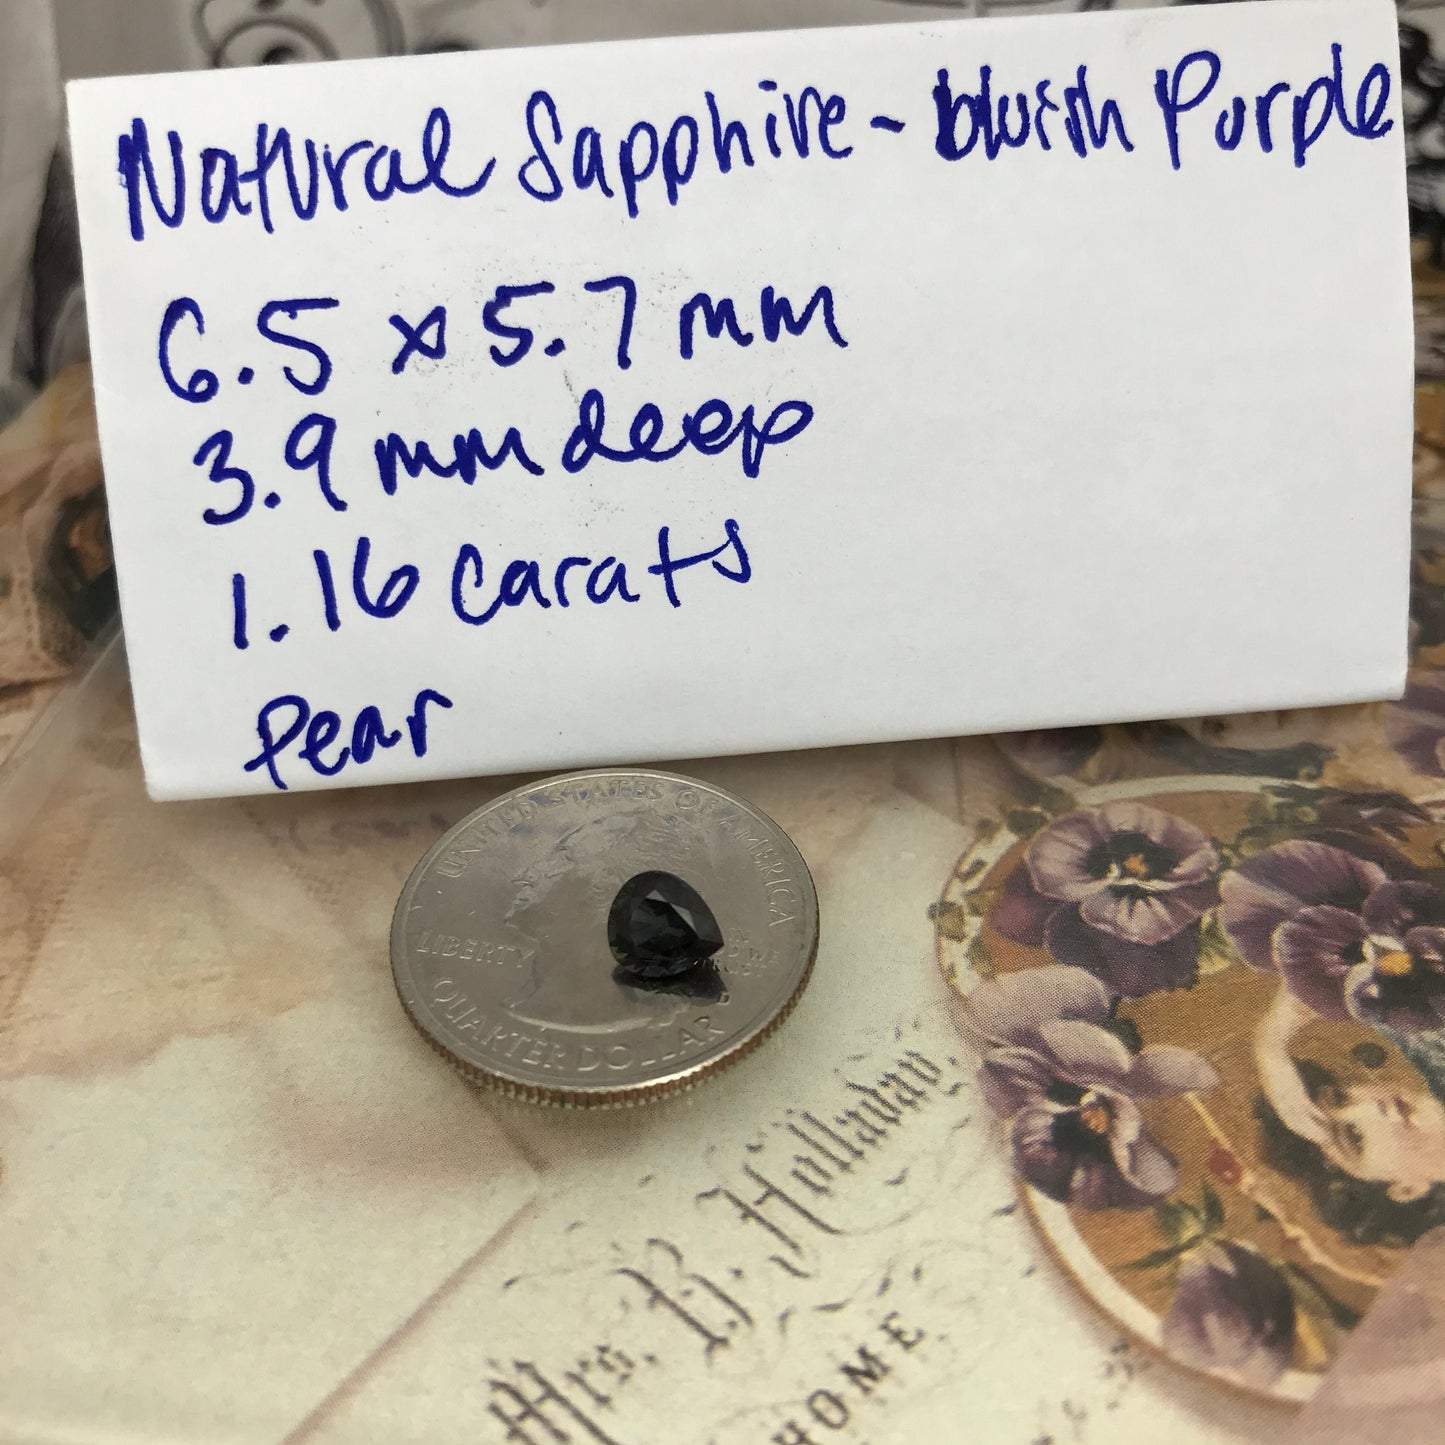 Natural Sapphire - bluish Purple
6.5 x 5.7 mm
3.9 mm deep
1.16 Carats
Pear
UNITED STATES OF AMERICA
LIBERTY
QUARTER DOLLAR
Mrs. B. Holladay,
HOME